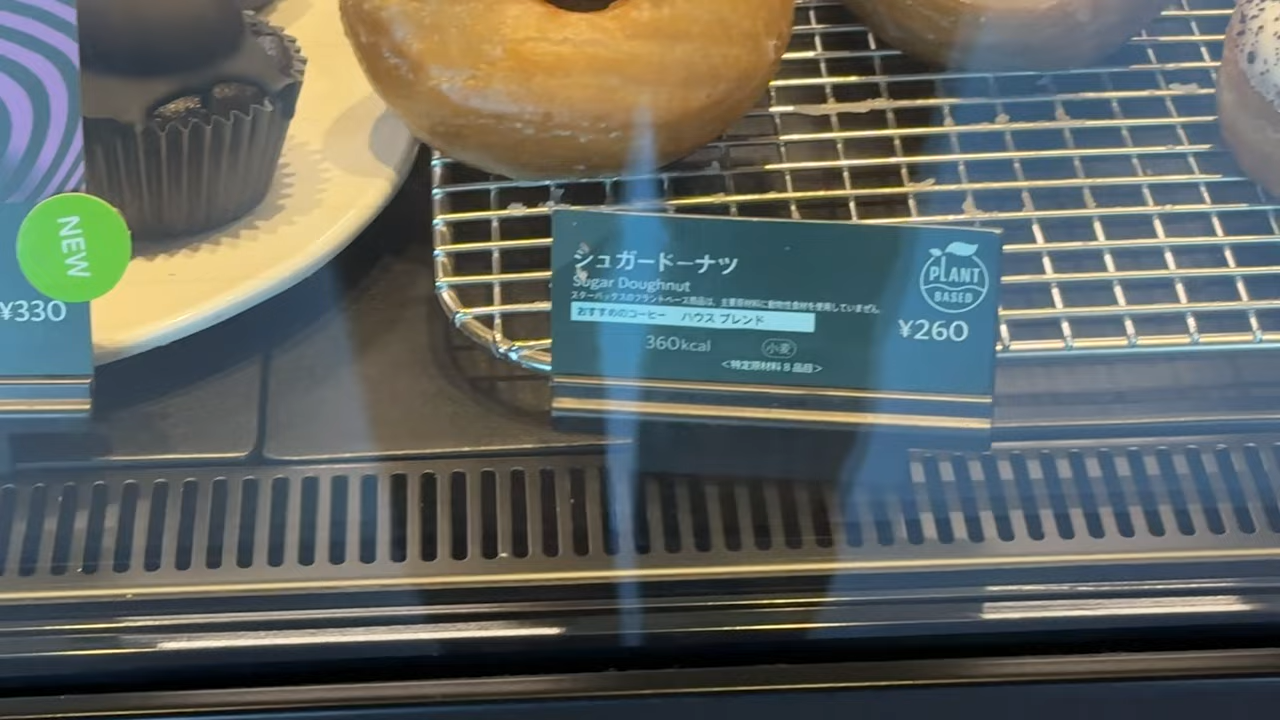 NEW
¥330
シュガードーナツ
Sugar Doughnut
スターバックスのプラントベース商品は、主要原材料に動物性食材を使用していません。
おすすめのコーヒー ハウス ブレンド
360kcal 小麦
<特定原材料8品目>
PLANT
BASED
¥260